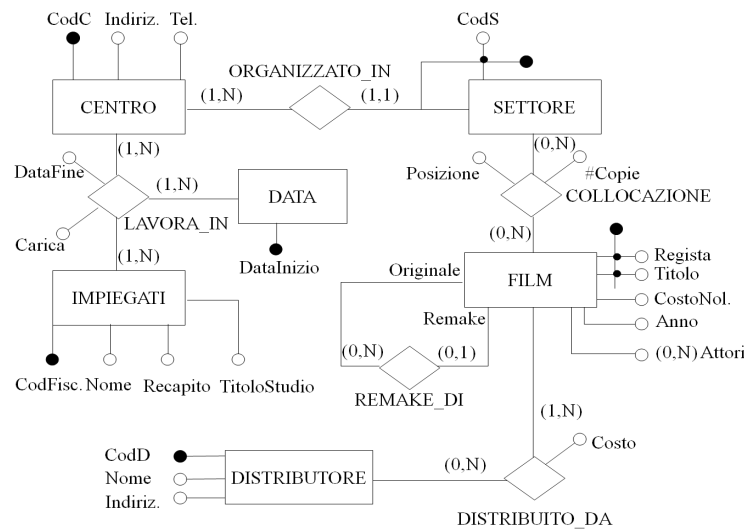 CodC Indiriz. Tel. CodS
ORGANIZZATO_IN
CENTRO (1,N) (1,1) SETTORE
(1,N) (0,N)
DataFine (1,N) Posizione #Copie
DATA COLLOCAZIONE
LAVORA_IN
Carica (0,N)
(1,N) DataInizio Originale Regista
IMPIEGATI FILM Titolo
Remake CostoNol.
Anno
(0,N) (0,1) (0,N) Attori
CodFisc. Nome Recapito TitoloStudio
REMAKE_DI
(1,N)
CodD Costo
Nome DISTRIBUTORE (0,N)
Indiriz.
DISTRIBUITO_DA